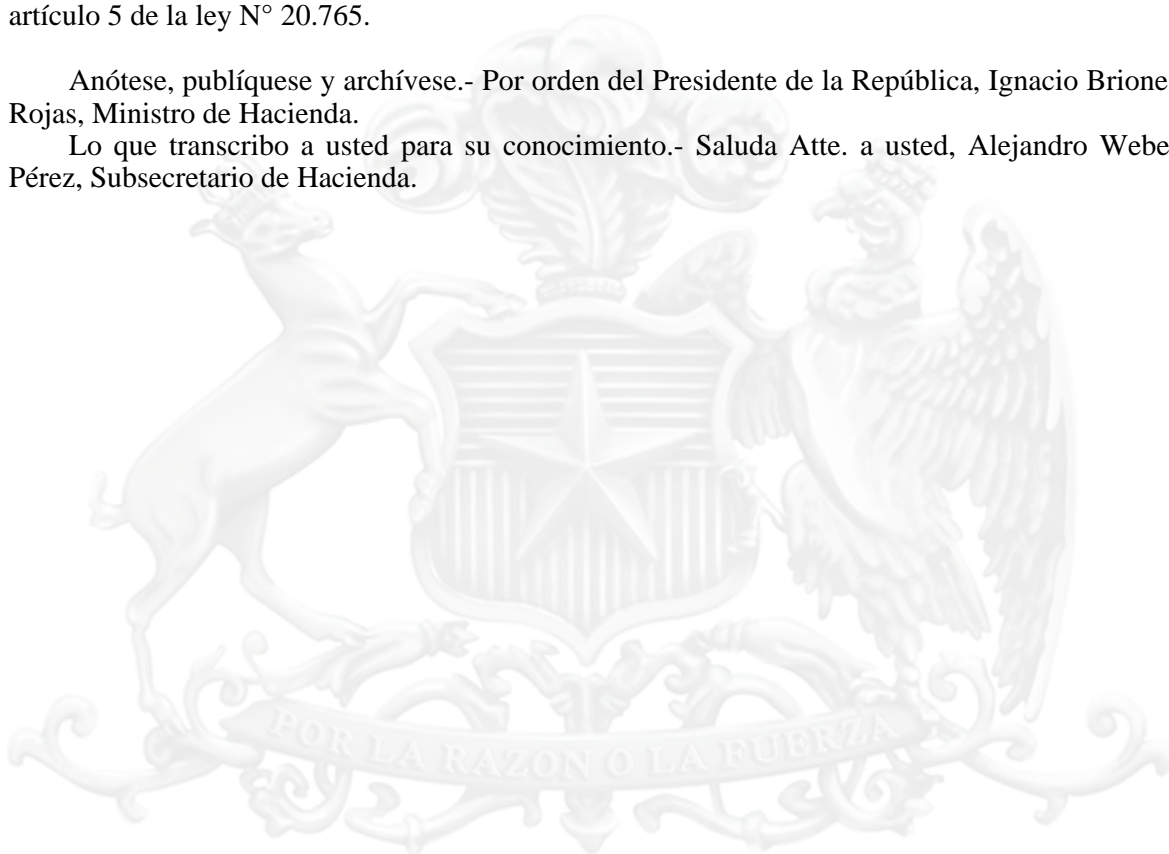 artículo 5 de la ley N° 20.765.
Anótese, publíquese y archívese.- Por orden del Presidente de la República, Ignacio Brione
Rojas, Ministro de Hacienda.
Lo que transcribo a usted para su conocimiento.- Saluda Atte. a usted, Alejandro Webe
Pérez, Subsecretario de Hacienda.
POR LA RAZON O LA FUERZA